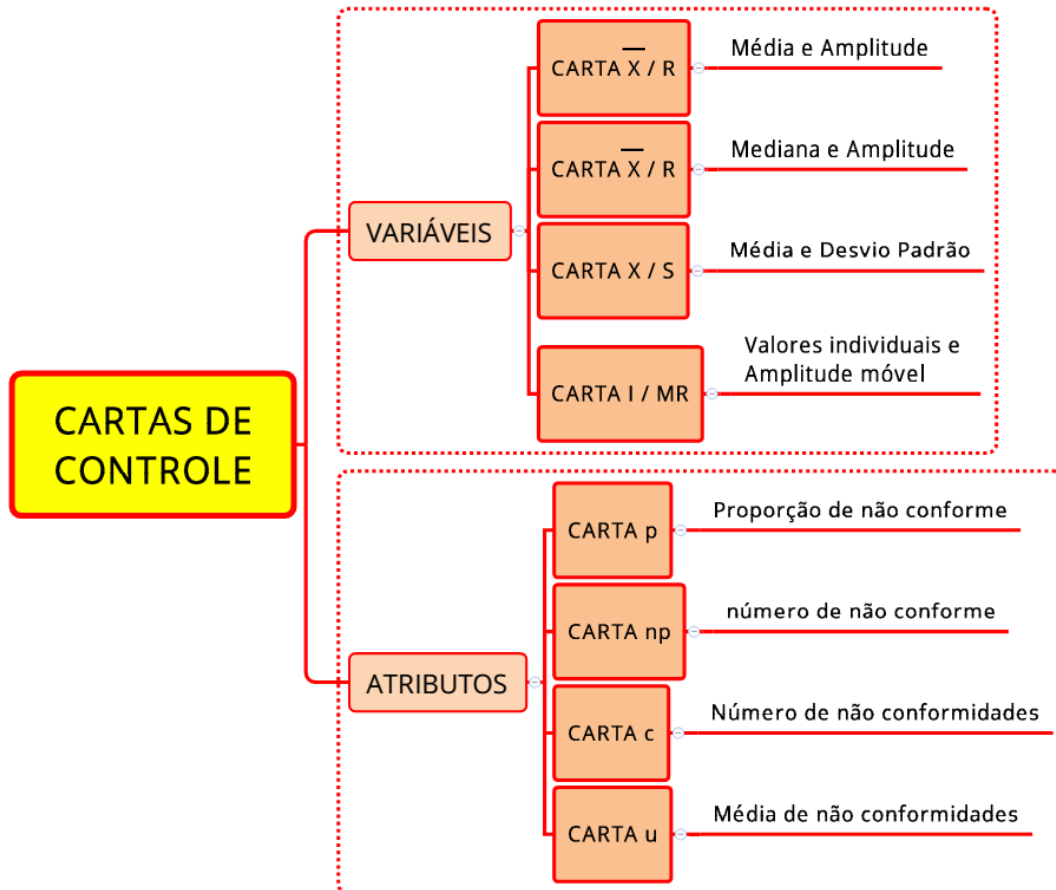 CARTAS DE
CONTROLE
VARIÁVEIS
CARTA X̅ / R
Média e Amplitude
CARTA X̅ / R
Mediana e Amplitude
CARTA X / S
Média e Desvio Padrão
CARTA I / MR
Valores individuais e
Amplitude móvel
ATRIBUTOS
CARTA p
Proporção de não conforme
CARTA np
número de não conforme
CARTA c
Número de não conformidades
CARTA u
Média de não conformidades